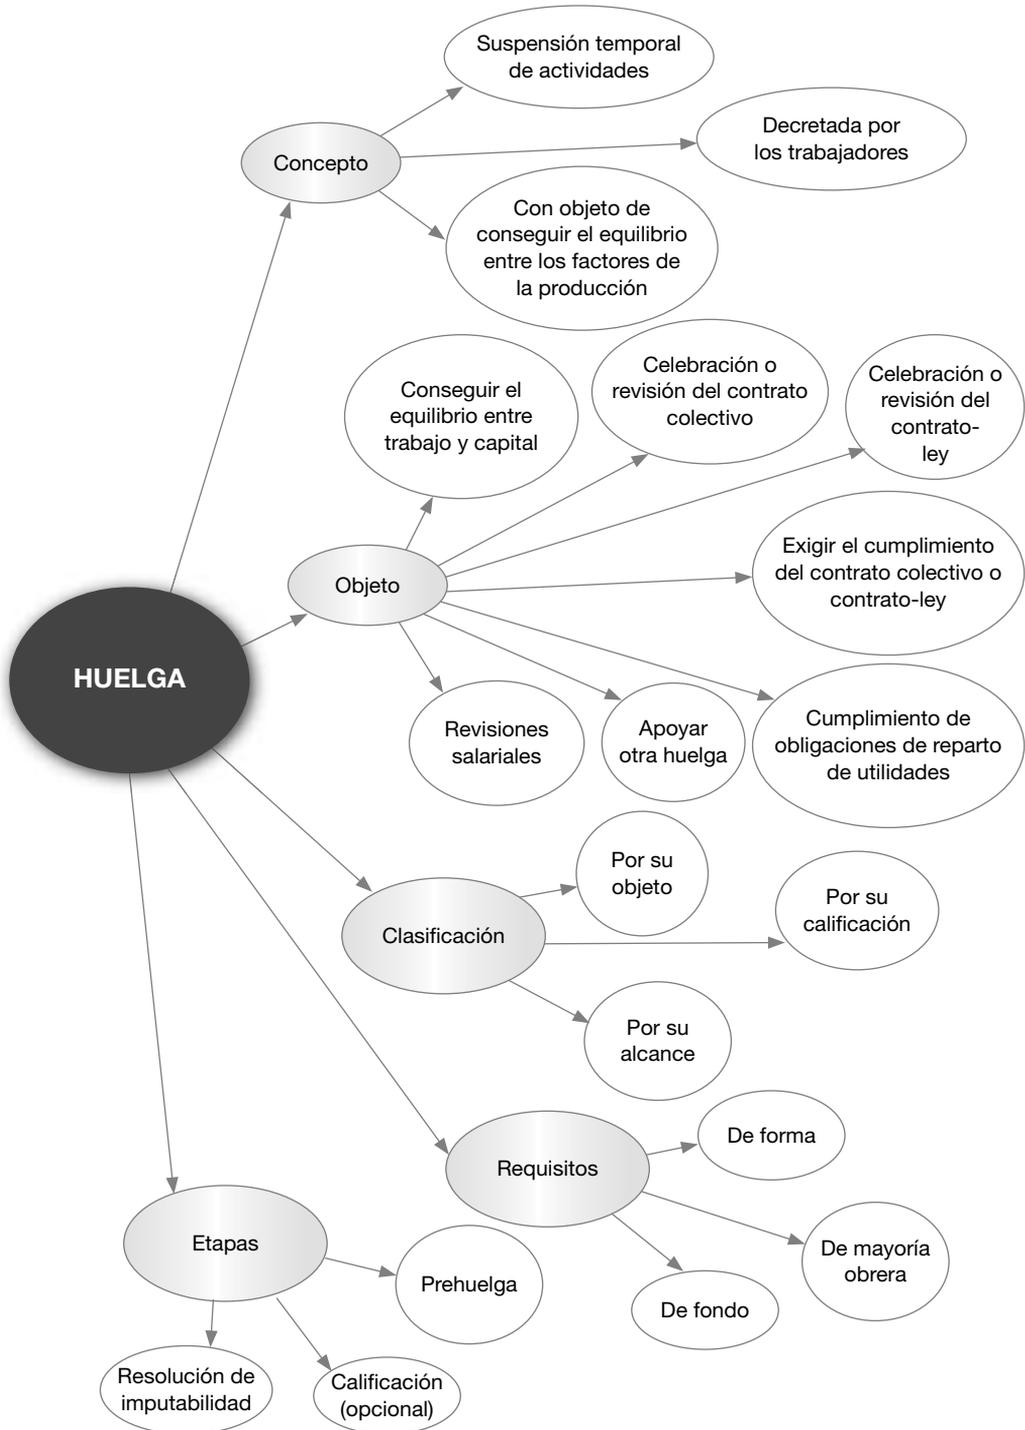 Suspensión temporal
de actividades
Decretada por
los trabajadores
Concepto
Con objeto de
conseguir el equilibrio
entre los factores de
la producción
Conseguir el
equilibrio entre
trabajo y capital
Celebración o
revisión del contrato
colectivo
Celebración o
revisión del
contrato-
ley
Exigir el cumplimiento
del contrato colectivo o
contrato-ley
Objeto
HUELGA
Revisiones
salariales
Apoyar
otra huelga
Cumplimiento de
obligaciones de reparto
de utilidades
Por su
objeto
Por su
calificación
Clasificación
Por su
alcance
De forma
Requisitos
De mayoría
obrera
De fondo
Etapas
Prehuelga
Resolución de
imputabilidad
Calificación
(opcional)